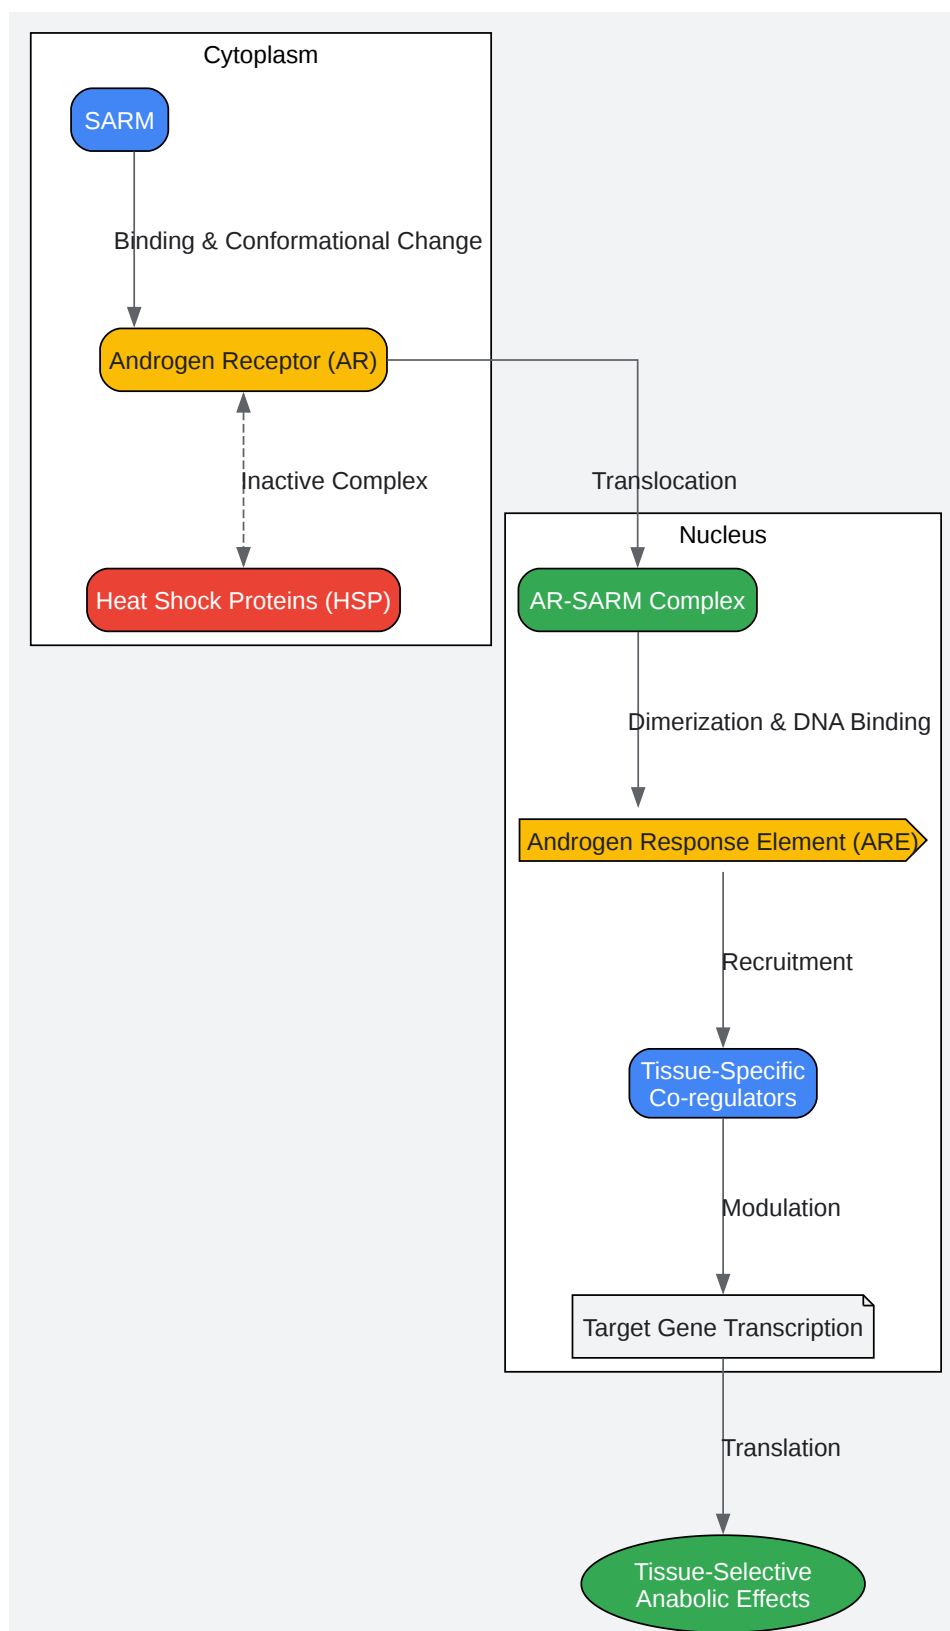 Cytoplasm
SARM
Binding & Conformational Change
Androgen Receptor (AR)
Inactive Complex
Heat Shock Proteins (HSP)
Translocation
Nucleus
AR-SARM Complex
Dimerization & DNA Binding
Androgen Response Element (ARE)
Recruitment
Tissue-Specific
Co-regulators
Modulation
Target Gene Transcription
Translation
Tissue-Selective
Anabolic Effects